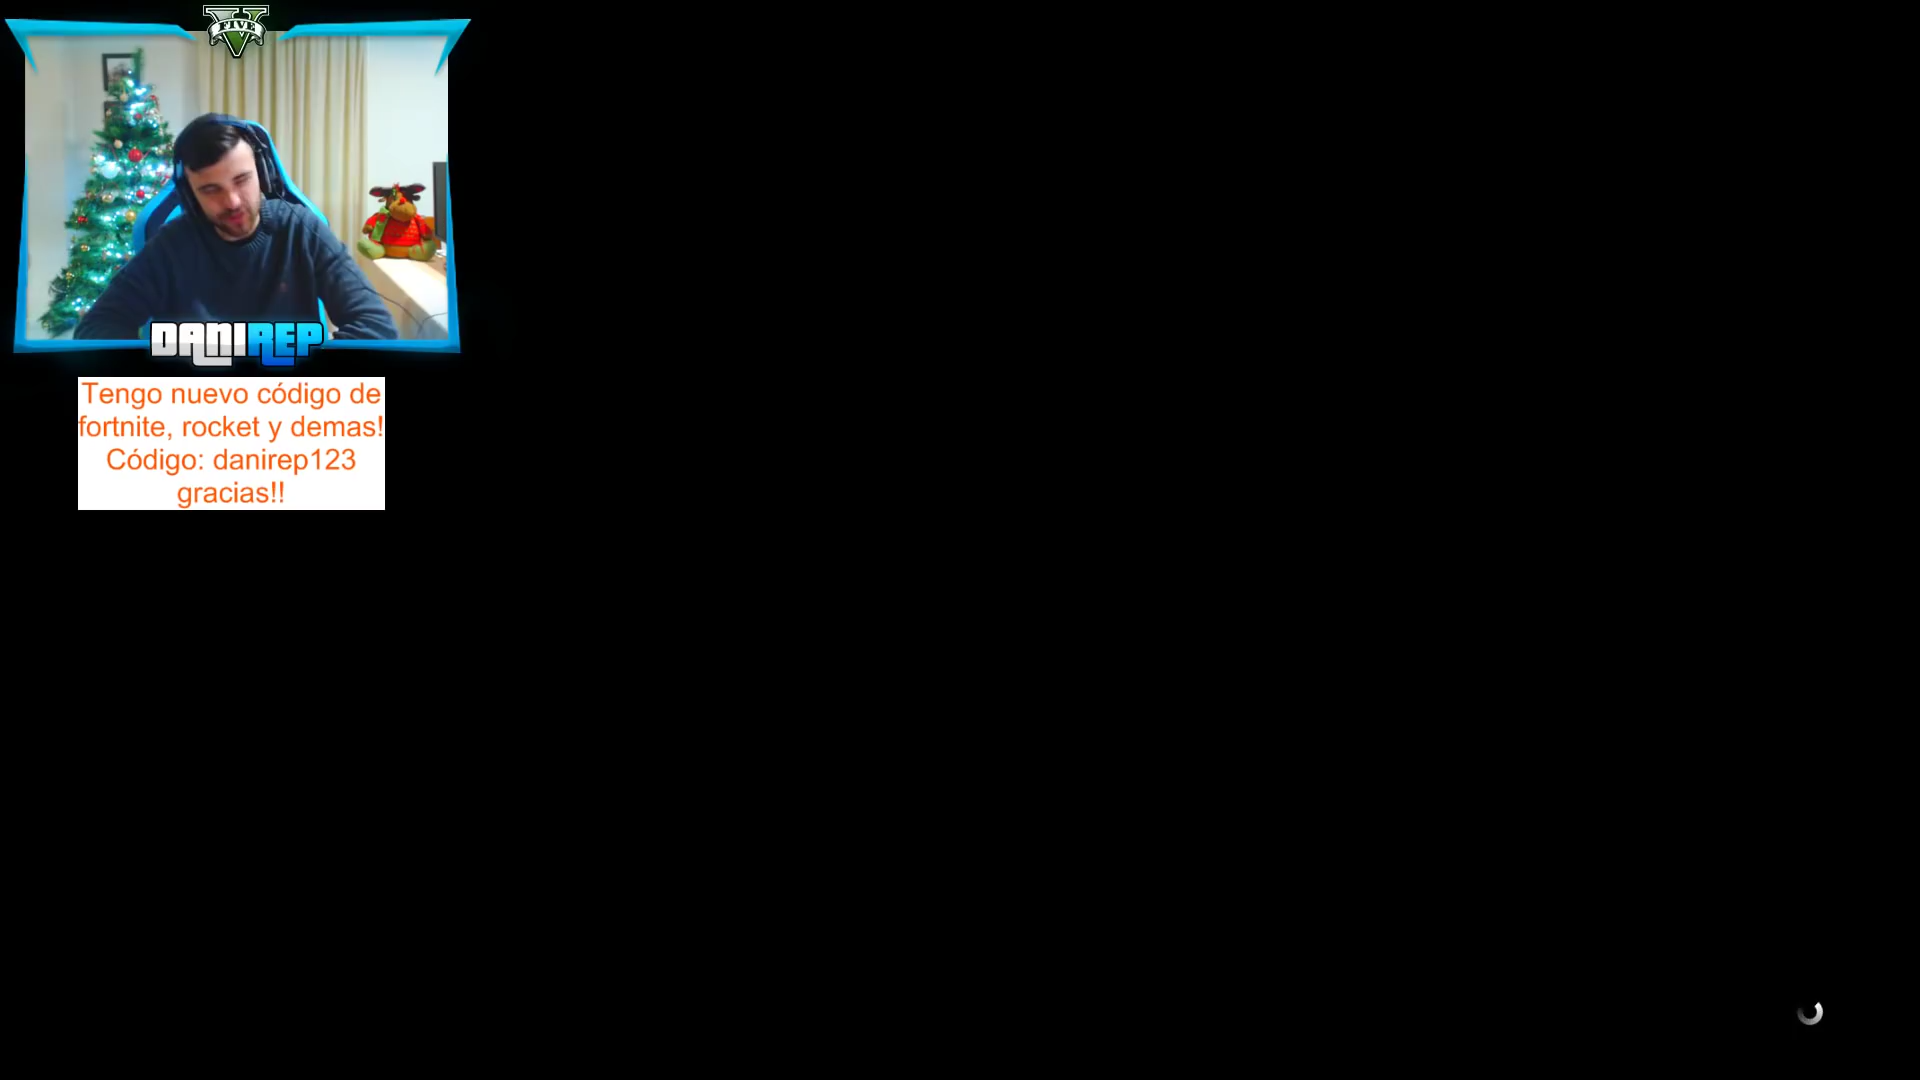 FIVE
DANIREP
Tengo nuevo código de
fortnite, rocket y demas!
Código: danirep123
gracias!!